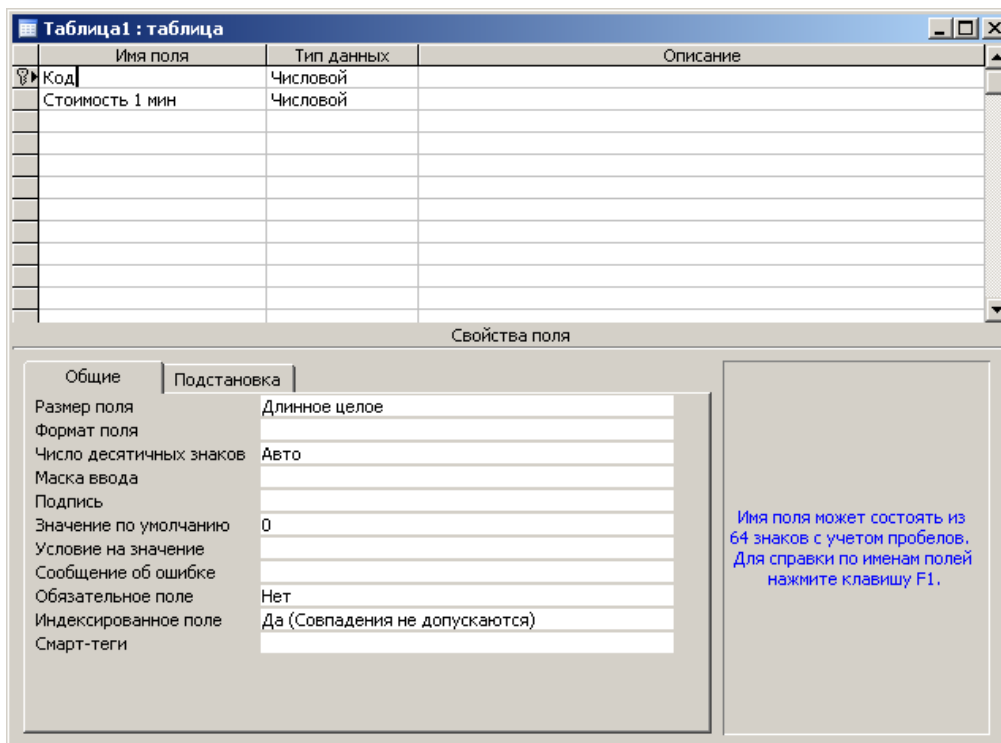 Таблица1 : таблица
Имя поля Тип данных Описание
Код Числовой
Стоимость 1 мин Числовой
Свойства поля
Общие Подстановка
Размер поля Длинное целое
Формат поля
Число десятичных знаков Авто
Маска ввода
Подпись
Значение по умолчанию 0
Условие на значение
Сообщение об ошибке
Обязательное поле Нет
Индексированное поле Да (Совпадения не допускаются)
Смарт-теги
Имя поля может состоять из
64 знаков с учетом пробелов.
Для справки по именам полей
нажмите клавишу F1.